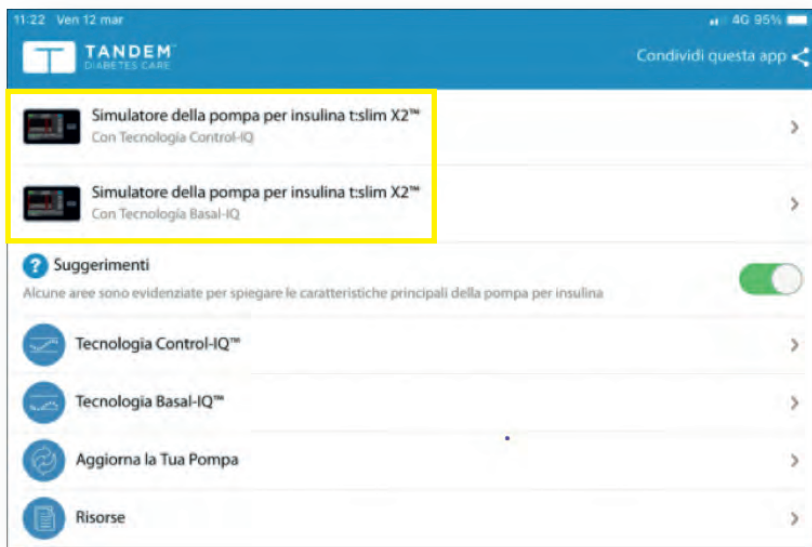 11:22 Ven 12 mar
4G 95%
TANDEM™
DIABETES CARE
Condividi questa app
Simulatore della pompa per insulina t:slim X2™
Con Tecnologia Control-IQ
Simulatore della pompa per insulina t:slim X2™
Con Tecnologia Basal-IQ
? Suggerimenti
Alcune aree sono evidenziate per spiegare le caratteristiche principali della pompa per insulina
Tecnologia Control-IQ™
Tecnologia Basal-IQ™
Aggiorna la Tua Pompa
Risorse